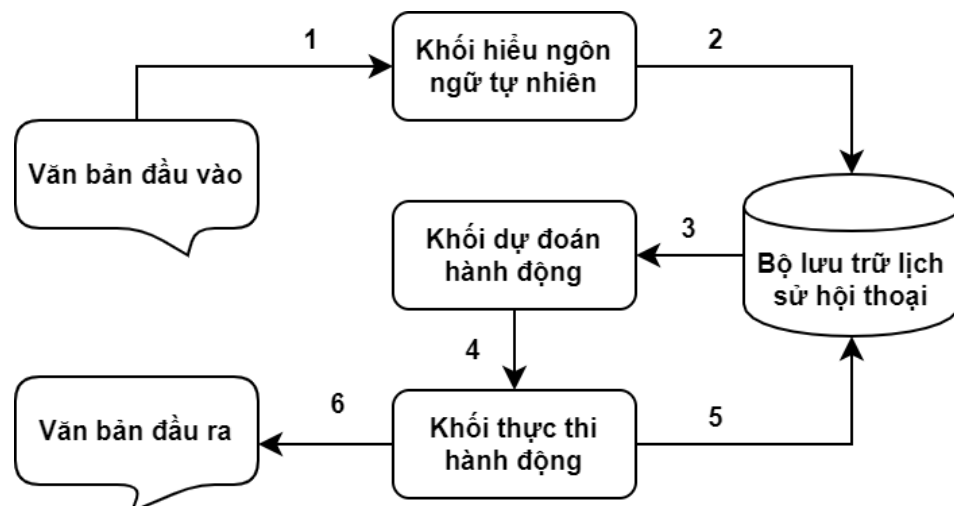 1
Khối hiểu ngôn
ngữ tự nhiên
2
Văn bản đầu vào
Khối dự đoán
hành động
3
Bộ lưu trữ lịch
sử hội thoại
4
Văn bản đầu ra
6
Khối thực thi
hành động
5